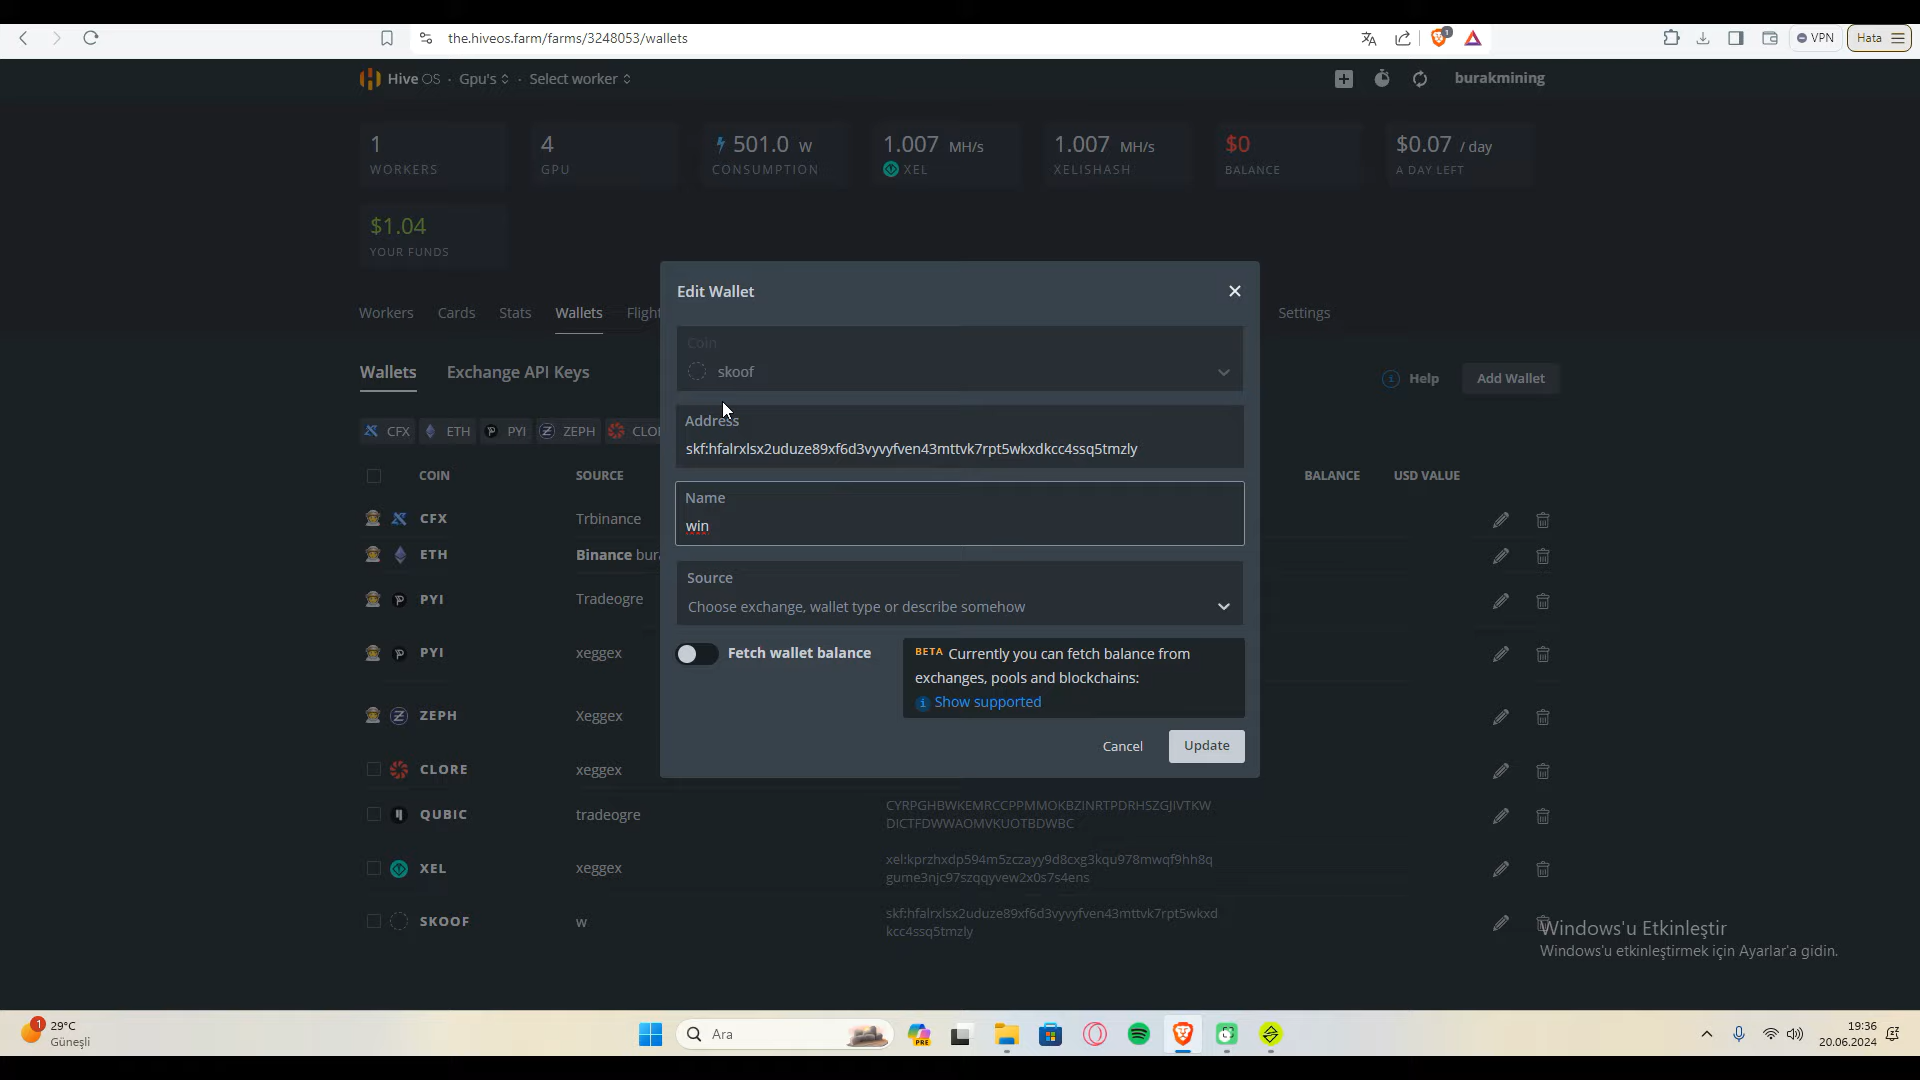 the.hiveos.farm/farms/3248053/wallets
1
VPN
Hata
Hive OS · Gpu's · Select worker
burakmining
1
WORKERS
4
GPU
501.0 W
CONSUMPTION
1.007 MH/s
XEL
1.007 MH/s
XELISHASH
$0
BALANCE
$0.07 / day
A DAY LEFT
$1.04
YOUR FUNDS
Workers Cards Stats Wallets Flight Settings
Wallets Exchange API Keys
Help
Add Wallet
CFX ETH PYI ZEPH CLO
COIN SOURCE BALANCE USD VALUE
CFX Trbinance
ETH Binance bura
PYI Tradeogre
PYI xeggex
ZEPH Xeggex
CLORE xeggex
QUBIC tradeogre
CYRPGHBWKEMRCCPPMMOKBZINRTPDRHSZGJIVTKW
DICTFDWWAOMVKUOTBDWBC
XEL xeggex
xel:kprzhxdp594m5zczayy9d8cxg3kqu978mwqf9hh8q
gume3njc97szqqyvew2x0s7s4ens
SKOOF w
skf:hfalrxlsx2uduze89xf6d3vyvyfven43mttvk7rpt5wkxd
kcc4ssq5tmzly
Edit Wallet
Coin
skoof
Address
skf:hfalrxlsx2uduze89xf6d3vyvyfven43mttvk7rpt5wkxdkcc4ssq5tmzly
Name
win
Source
Choose exchange, wallet type or describe somehow
Fetch wallet balance
BETA Currently you can fetch balance from
exchanges, pools and blockchains:
Show supported
Cancel
Update
Windows'u Etkinleştir
Windows'u etkinleştirmek için Ayarlar'a gidin.
1
29°C
Güneşli
Ara
PRE
19:36
20.06.2024